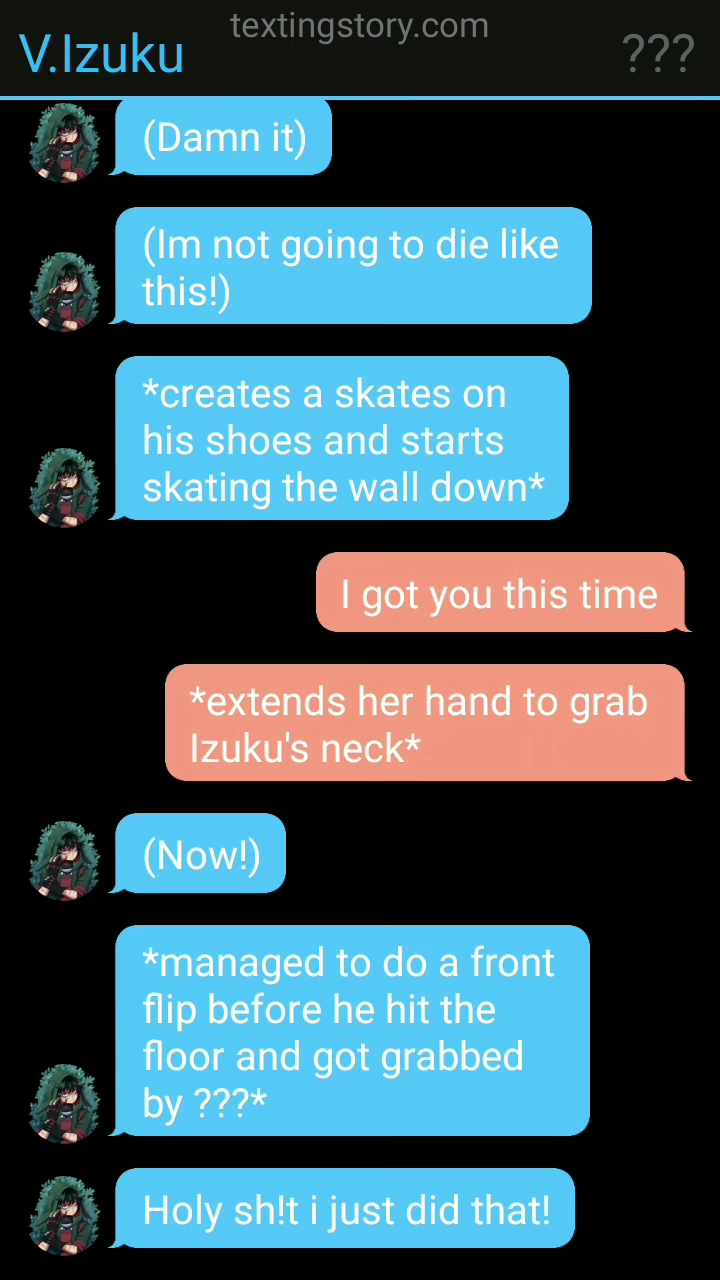 textingstory.com
V.Izuku
???
(Damn it)
(Im not going to die like
this!)
*creates a skates on
his shoes and starts
skating the wall down*
I got you this time
*extends her hand to grab
Izuku's neck*
(Now!)
*managed to do a front
flip before he hit the
floor and got grabbed
by ???*
Holy sh!t i just did that!